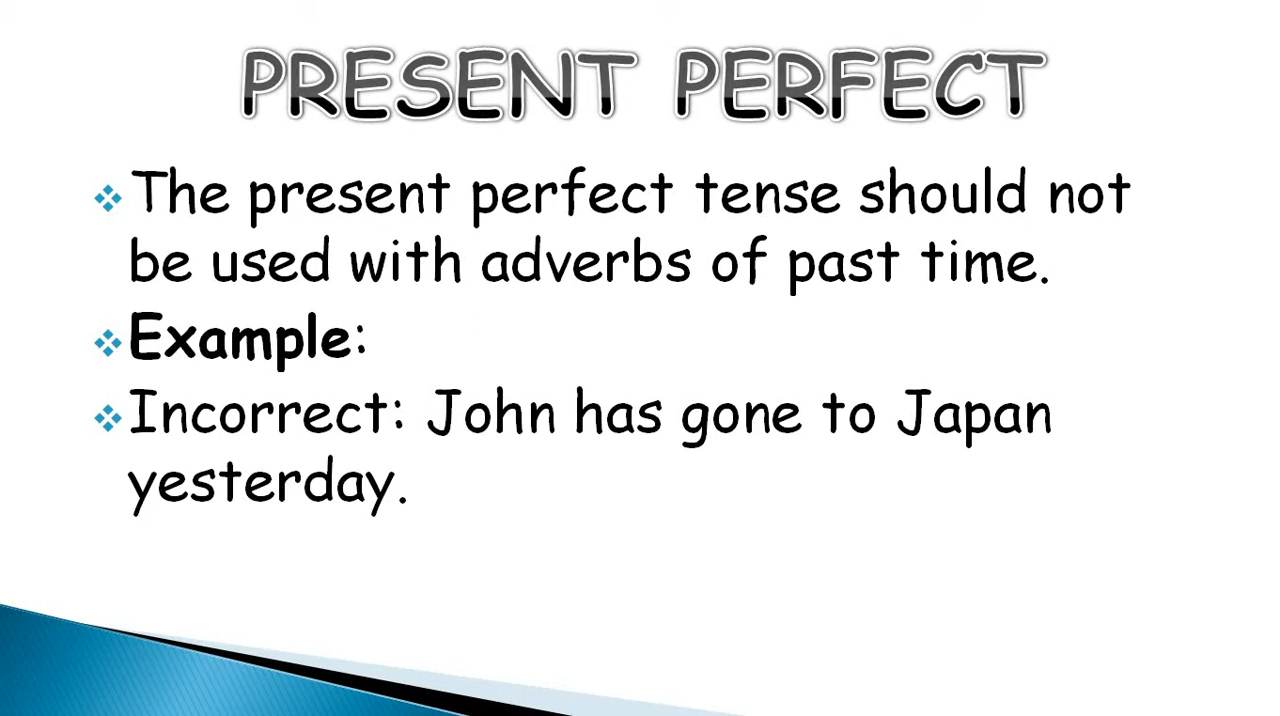 PRESENT PERFECT
The present perfect tense should not
be used with adverbs of past time.
Example:
Incorrect: John has gone to Japan
yesterday.